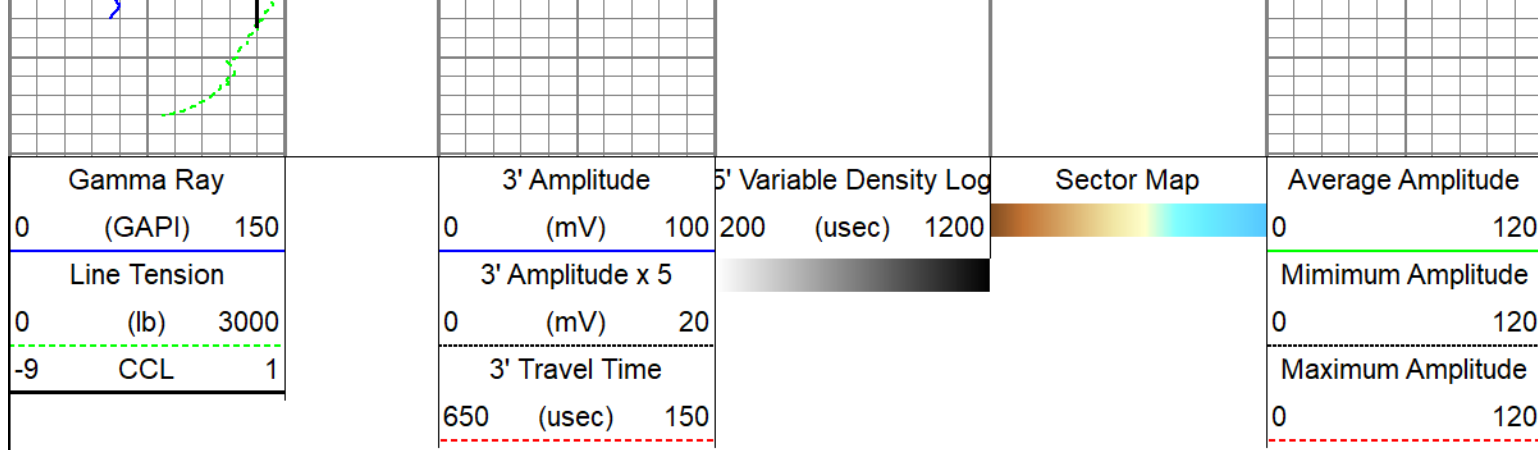 Gamma Ray
0 (GAPI) 150
Line Tension
0 (lb) 3000
-9 CCL 1
3' Amplitude
0 (mV) 100
3' Amplitude x 5
0 (mV) 20
3' Travel Time
650 (usec) 150
5' Variable Density Log
200 (usec) 1200
Sector Map
Average Amplitude
0 120
Mimimum Amplitude
0 120
Maximum Amplitude
0 120